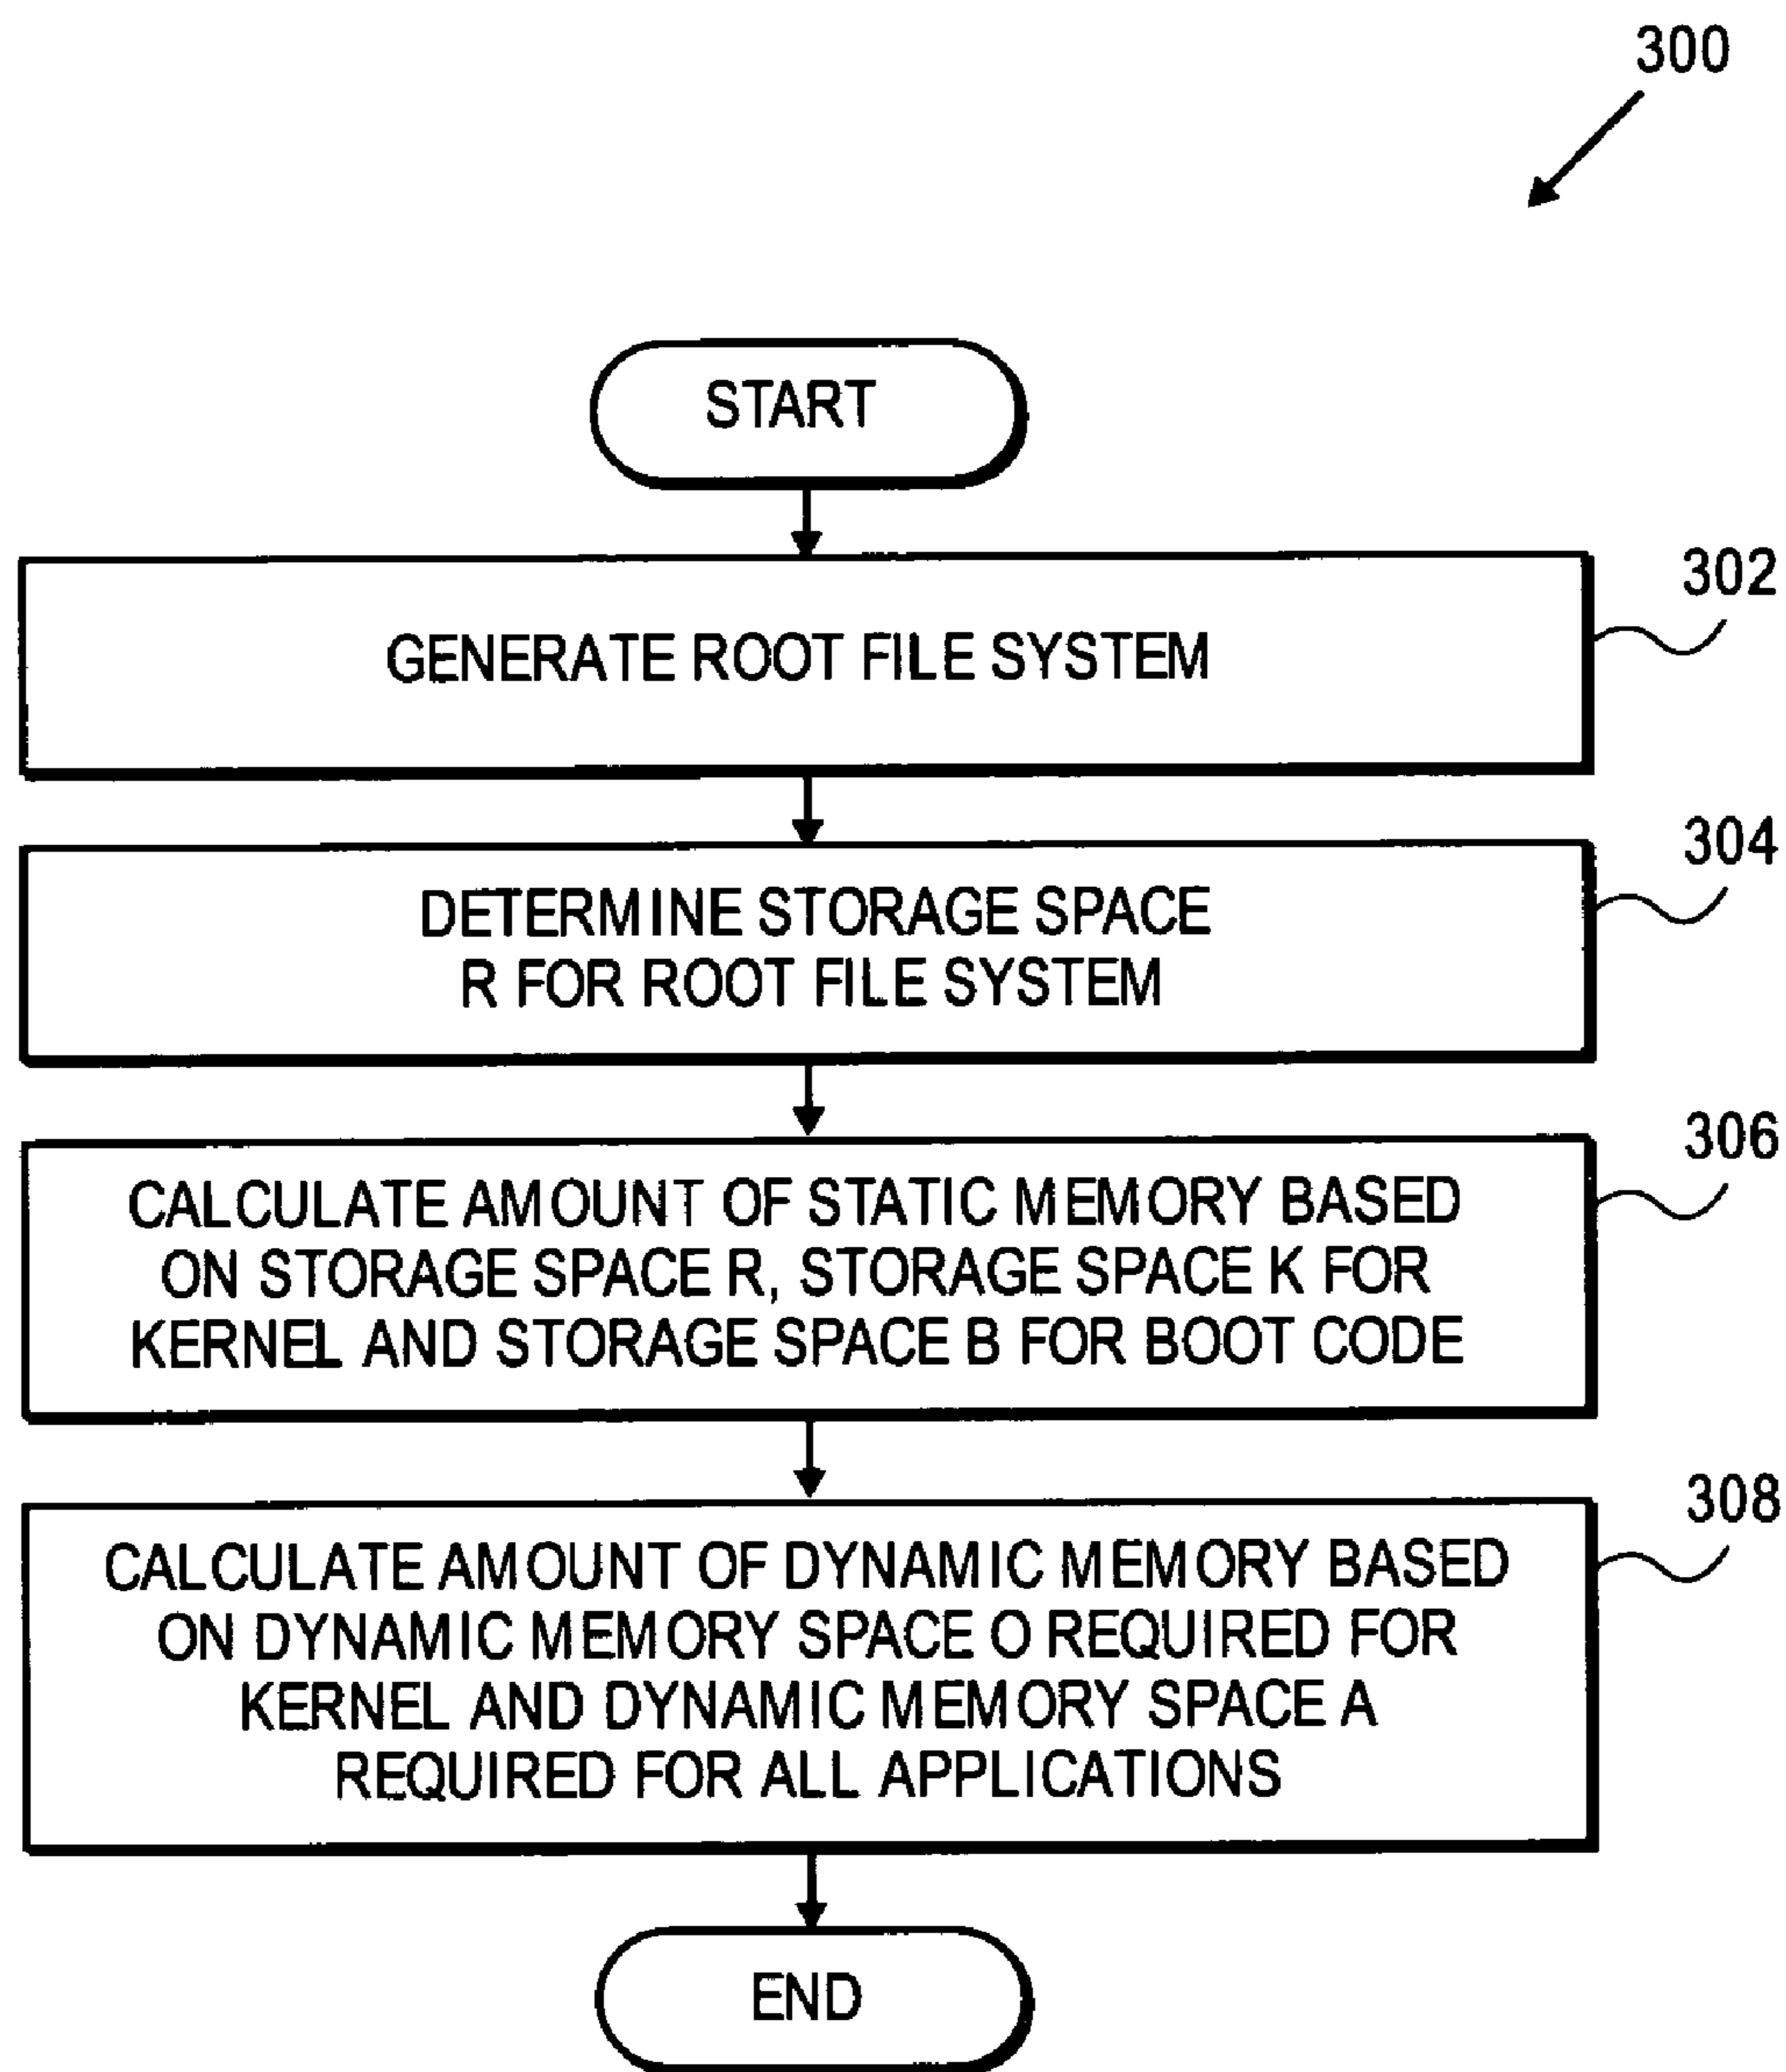 300
START
302
GENERATE ROOT FILE SYSTEM
304
DETERMINE STORAGE SPACE
R FOR ROOT FILE SYSTEM
306
CALCULATE AMOUNT OF STATIC MEMORY BASED
ON STORAGE SPACE R, STORAGE SPACE K FOR
KERNEL AND STORAGE SPACE B FOR BOOT CODE
308
CALCULATE AMOUNT OF DYNAMIC MEMORY BASED
ON DYNAMIC MEMORY SPACE O REQUIRED FOR
KERNEL AND DYNAMIC MEMORY SPACE A
REQUIRED FOR ALL APPLICATIONS
END